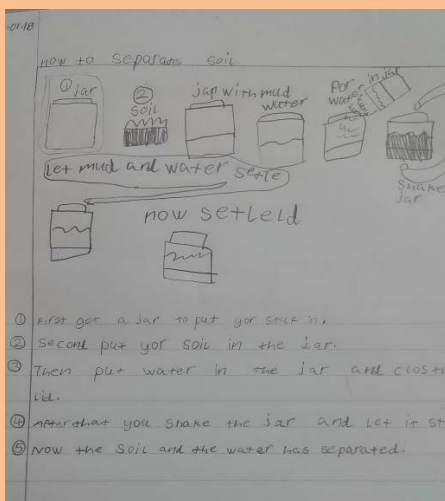 -01-18
how to separate soil
① jar
② soil
jar with mud
water
Por
water
in jar
Let mud and water setle
Shake
jar
now setleld
① First get a jar to put yor stuf in.
② Second put yor soil in the jar.
③ Then put water in the jar and
lid.
④ After that you Shake the jar and let it
⑤ Now the soil and the water has separated.